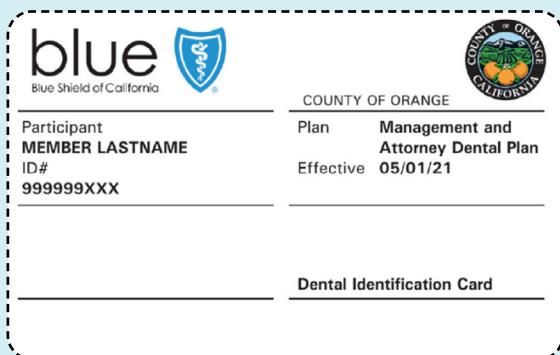 blue
Blue Shield of California
COUNTY OF ORANGE
CALIFORNIA
COUNTY OF ORANGE
Participant
MEMBER LASTNAME
ID#
999999XXX
Plan Management and
Attorney Dental Plan
Effective 05/01/21
Dental Identification Card